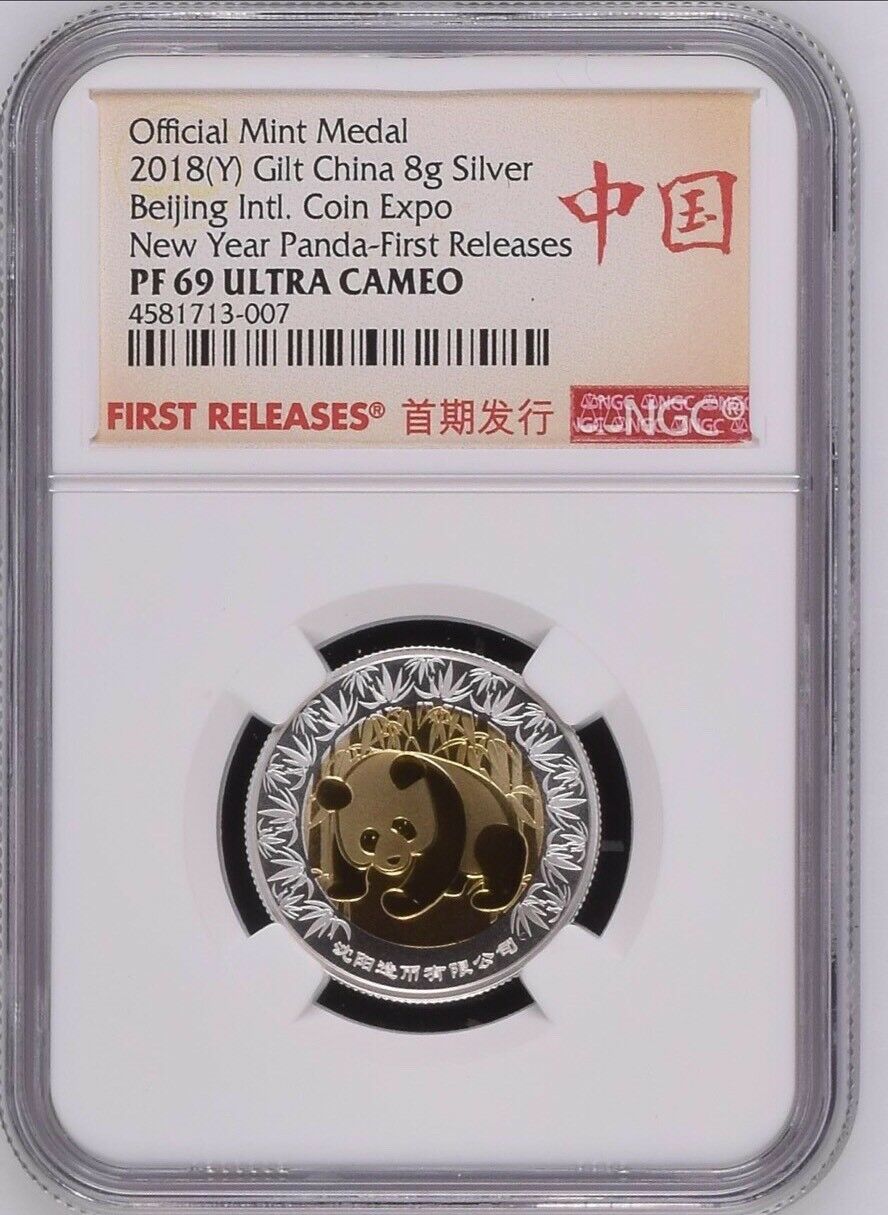 Official Mint Medal
2018(Y) Gilt China 8g Silver
Beijing Intl. Coin Expo
New Year Panda-First Releases
PF 69 ULTRA CAMEO
4581713-007
中国
FIRST RELEASES® 首期发行
NGC®
沈阳造币有限公司